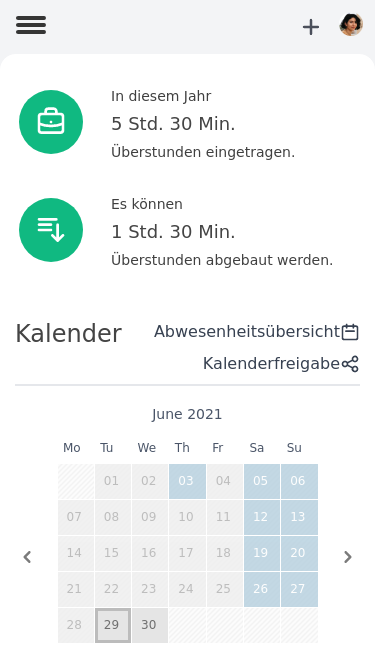 In diesem Jahr
5 Std. 30 Min.
Überstunden eingetragen.
Es können
1 Std. 30 Min.
Überstunden abgebaut werden.
Kalender
Abwesenheitsübersicht
Kalenderfreigabe
June 2021
Mo Tu We Th Fr Sa Su
01 02 03 04 05 06
07 08 09 10 11 12 13
14 15 16 17 18 19 20
21 22 23 24 25 26 27
28 29 30